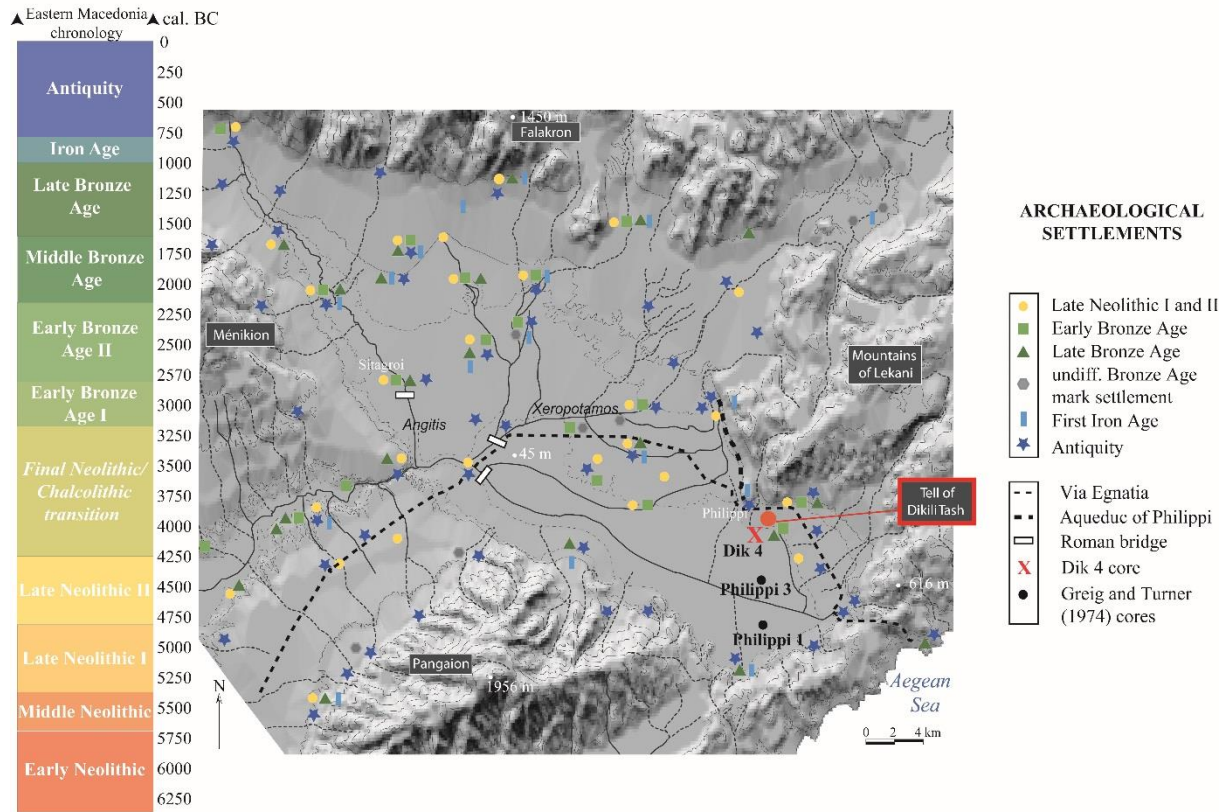 Eastern Macedonia
chronology
cal. BC
0
250
500
750
1000
1250
1500
1750
2000
2250
2500
2750
3000
3250
3500
3750
4000
4250
4500
4750
5000
5250
5500
5750
6000
6250
Antiquity
Iron Age
Late Bronze
Age
Middle Bronze
Age
Early Bronze
Age II
Early Bronze
Age I
Final Neolithic/
Chalcolithic
transition
Late Neolithic II
Late Neolithic I
Middle Neolithic
Early Neolithic
1450 m
Falakron
Ménikion
Sitagroi
Angitis
Xeropotamos
45 m
Mountains
of Lekani
Philippi
Tell of
Dikili Tash
Dik 4
Philippi 3
616 m
Philippi 1
Pangaion
1956 m
Aegean
Sea
N
0 2 4 km
ARCHAEOLOGICAL
SETTLEMENTS
Late Neolithic I and II
Early Bronze Age
Late Bronze Age
undiff. Bronze Age
mark settlement
First Iron Age
Antiquity
Via Egnatia
Aqueduc of Philippi
Roman bridge
X Dik 4 core
Greig and Turner
(1974) cores
X